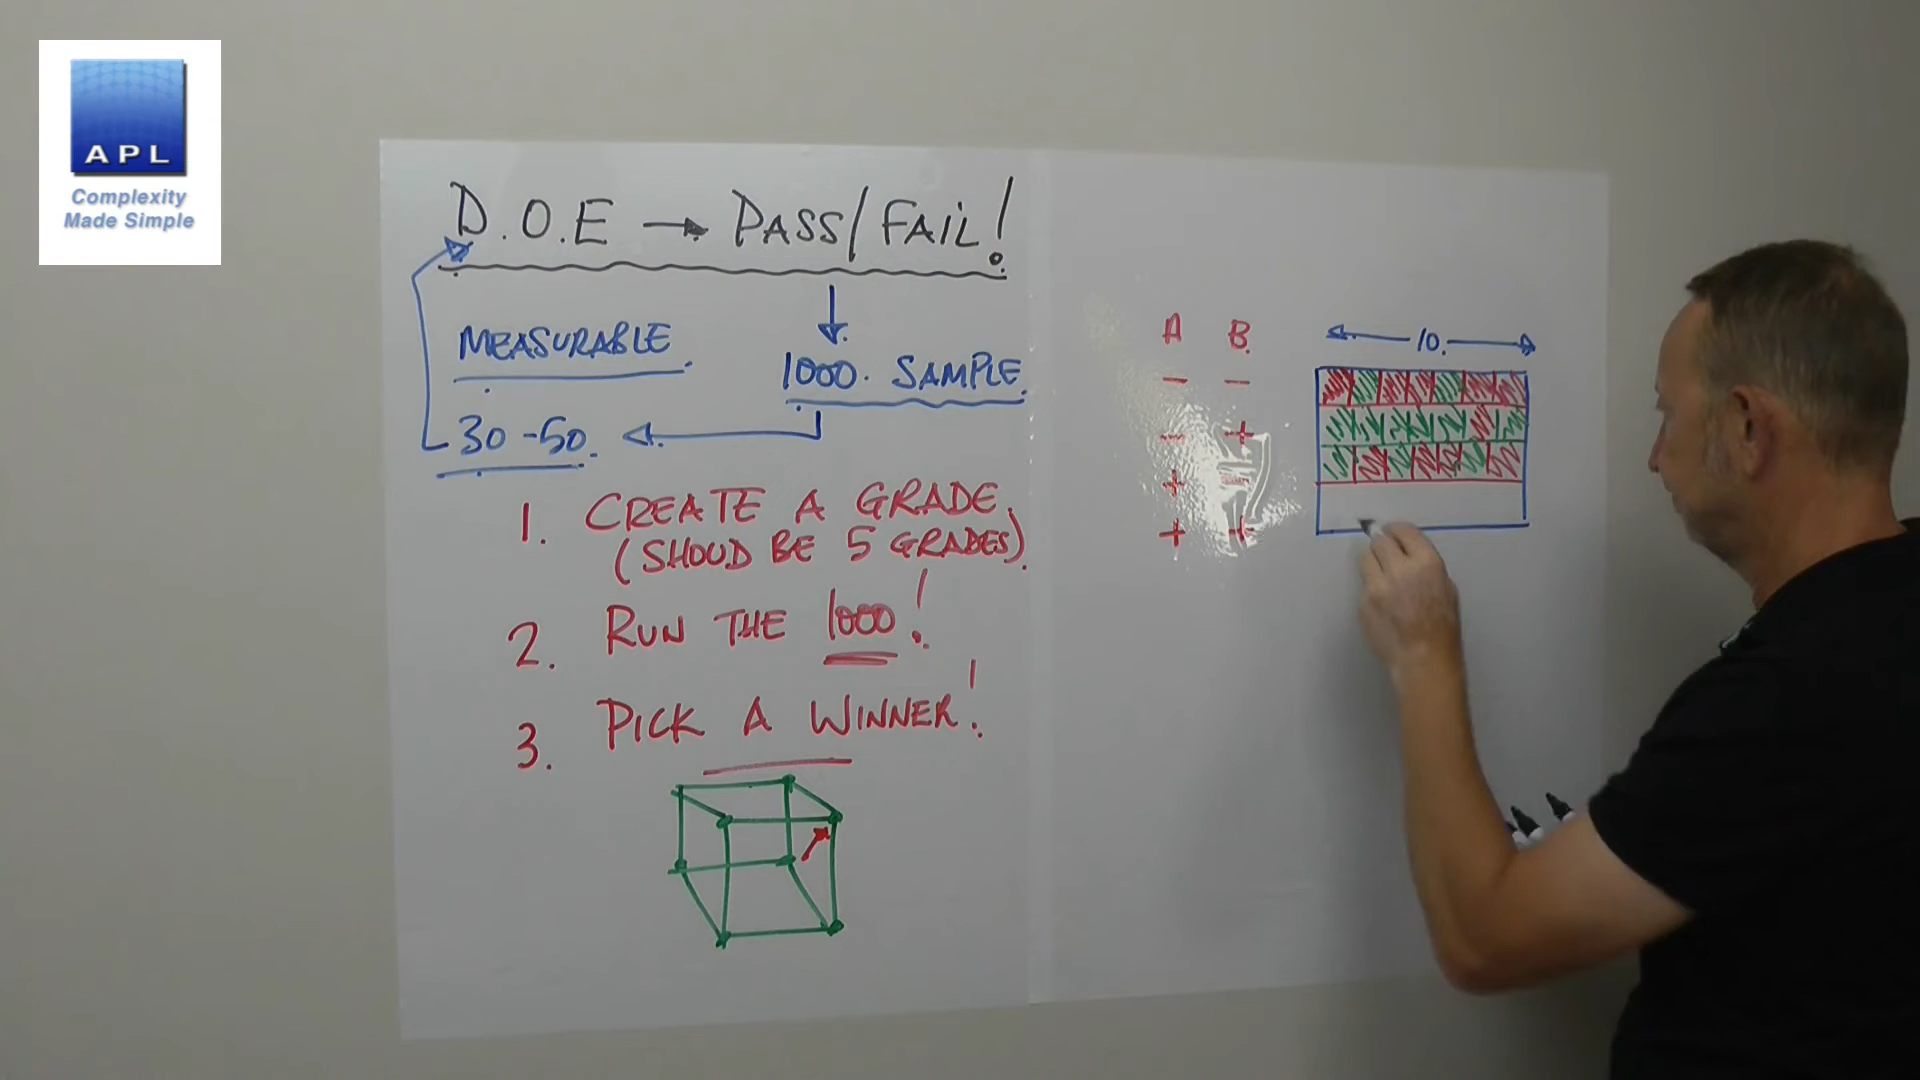 APL
Complexity
Made Simple
D.O.E → PASS/FAIL!
MEASURABLE
1000. SAMPLE
30-50.
1. CREATE A GRADE.
(SHOUD BE 5 GRADES).
2. RUN THE 1000!
3. PICK A WINNER!
A B
← 10. →
− −
− +
+ −
+ +